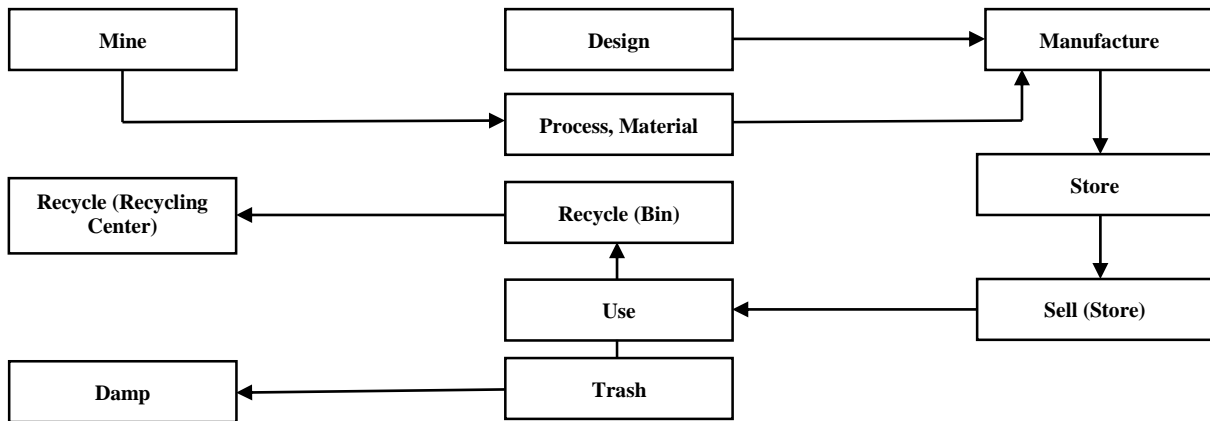 Mine
Design
Manufacture
Process, Material
Store
Recycle (Recycling
Center)
Recycle (Bin)
Use
Sell (Store)
Damp
Trash